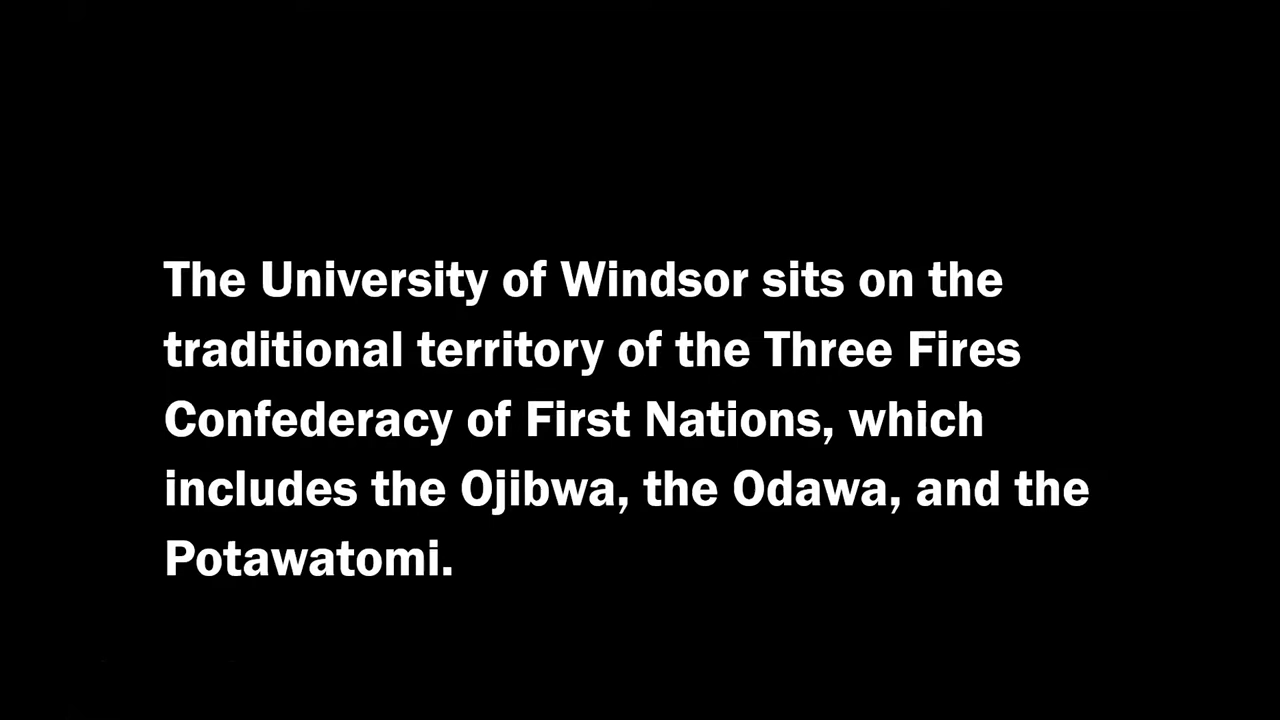 The University of Windsor sits on the
traditional territory of the Three Fires
Confederacy of First Nations, which
includes the Ojibwa, the Odawa, and the
Potawatomi.